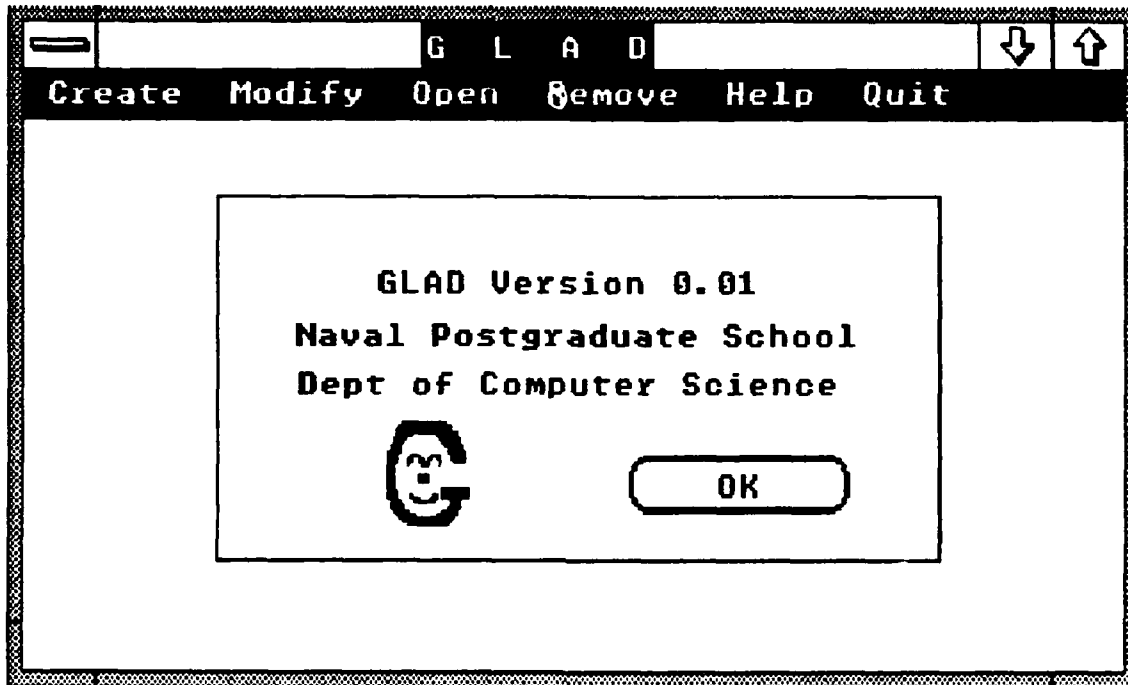 G L A D
Create Modify Open Remove Help Quit
GLAD Version 0.01
Naval Postgraduate School
Dept of Computer Science
OK